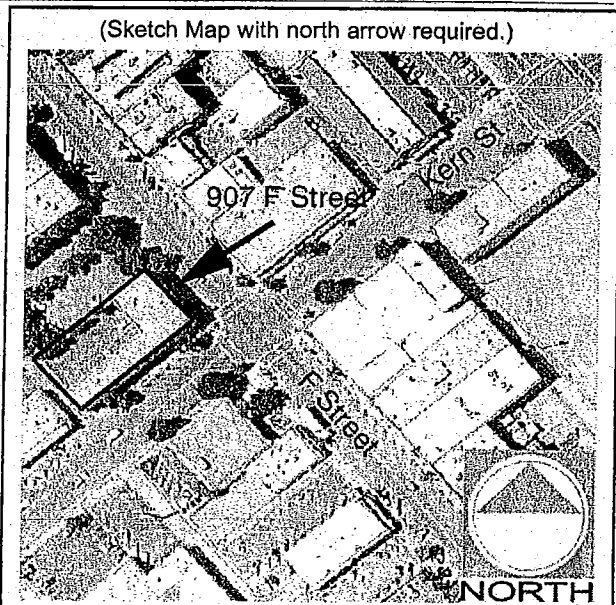 (Sketch Map with north arrow required.)
Kern St
907 F Street
F Street
NORTH